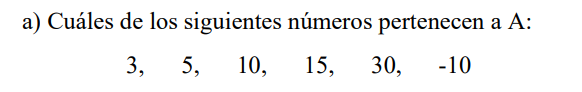 a) Cuáles de los siguientes números pertenecen a A:
3, 5, 10, 15, 30, -10